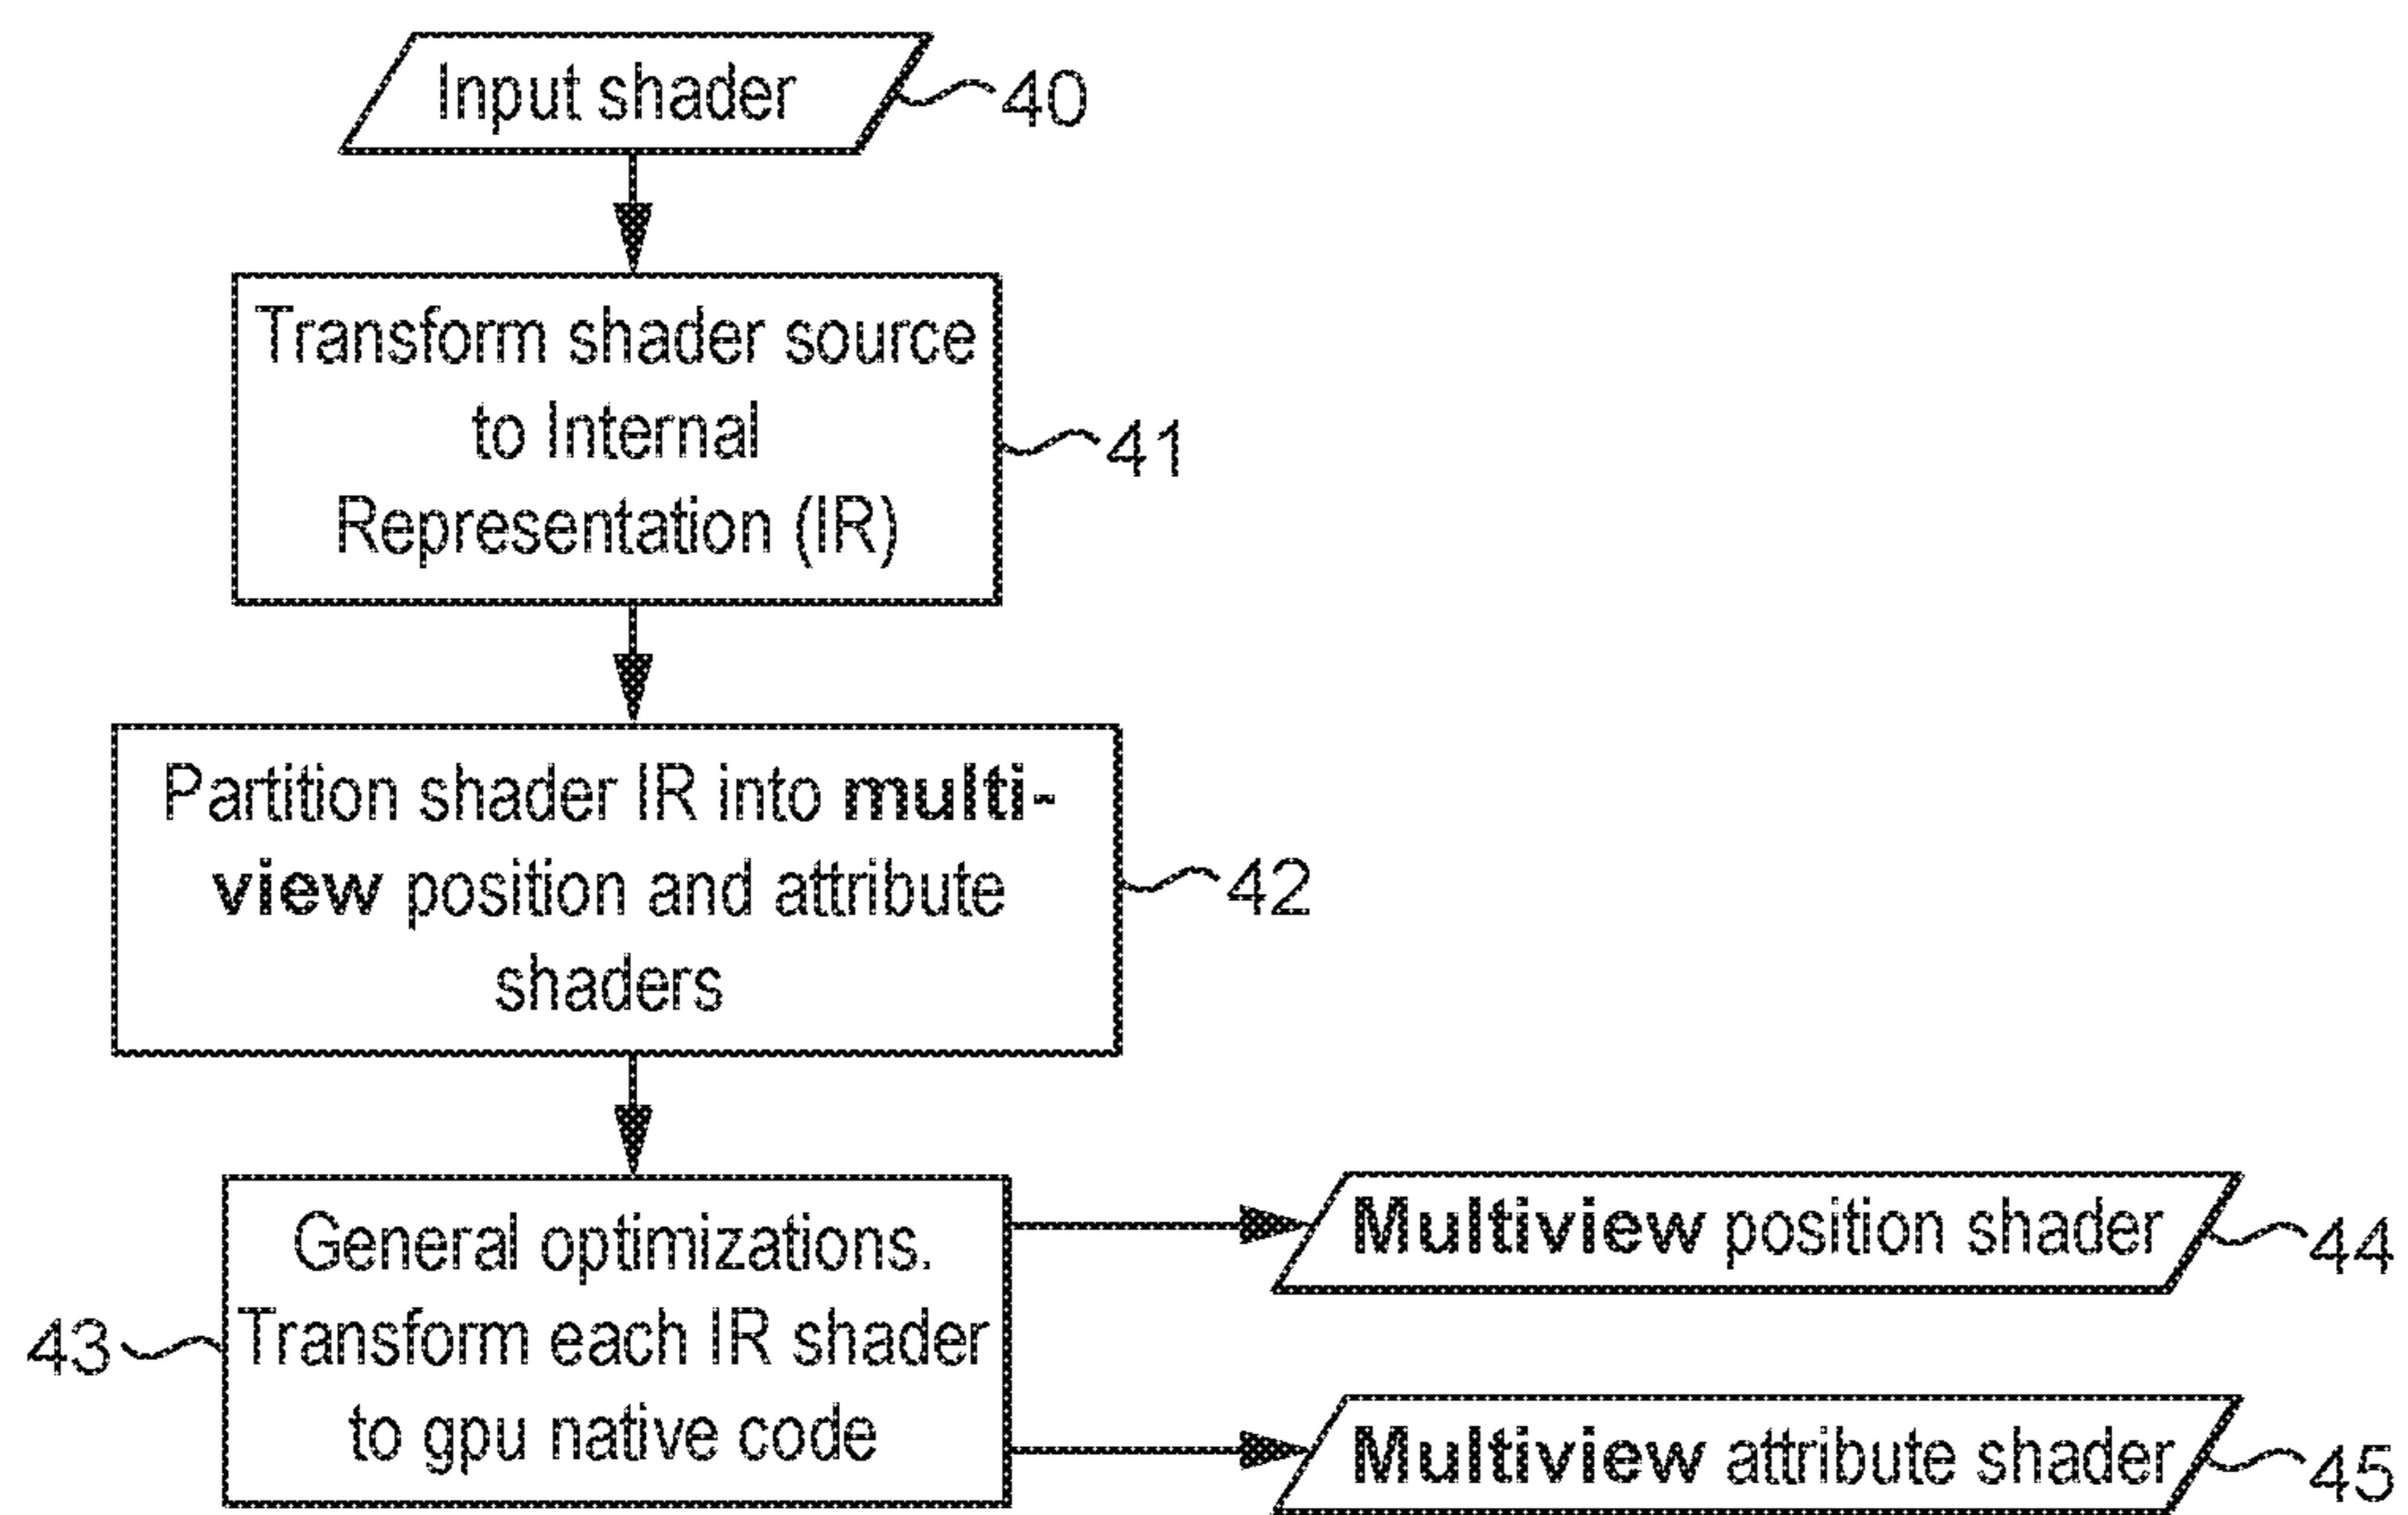 Input shader
40
Transform shader source
to Internal
Representation (IR)
41
Partition shader IR into multi-
view position and attribute
shaders
42
General optimizations.
Transform each IR shader
to gpu native code
43
Multiview position shader
44
Multiview attribute shader
45